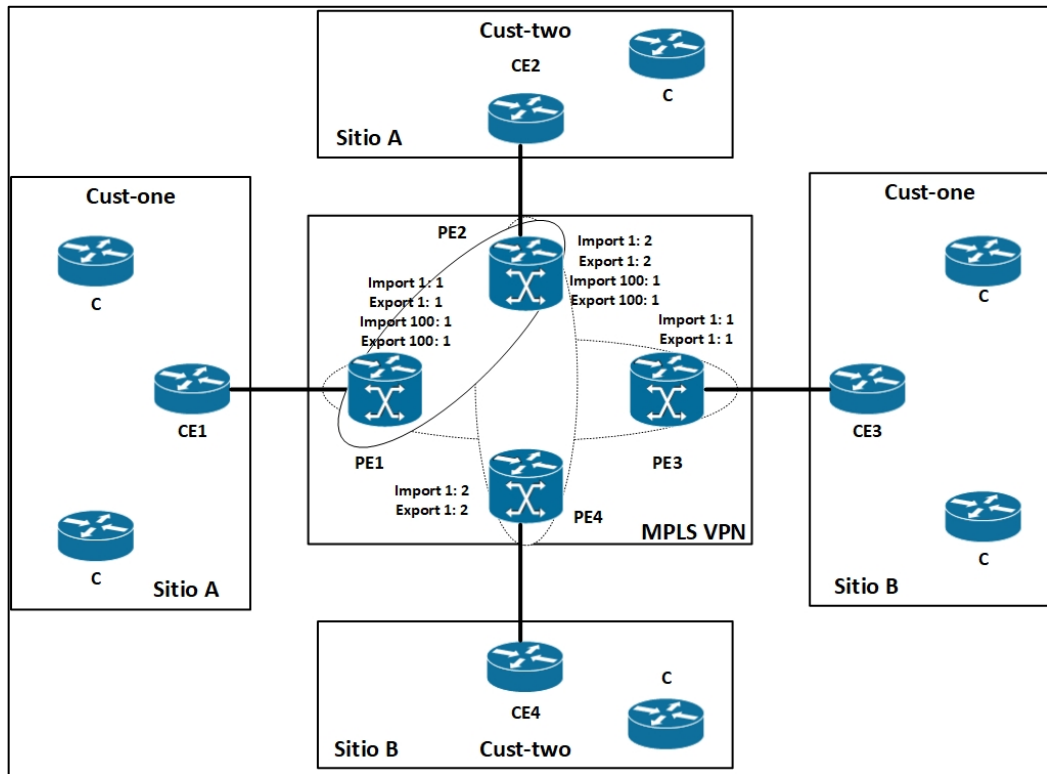 Cust-two
CE2
C
Sitio A
Cust-one
C
CE1
C
Sitio A
PE2
Import 1: 2
Export 1: 2
Import 100: 1
Export 100: 1
Import 1: 1
Export 1: 1
Import 100: 1
Export 100: 1
Import 1: 1
Export 1: 1
PE1
PE3
Import 1: 2
Export 1: 2
PE4
MPLS VPN
Cust-one
C
CE3
C
Sitio B
C
CE4
Sitio B
Cust-two